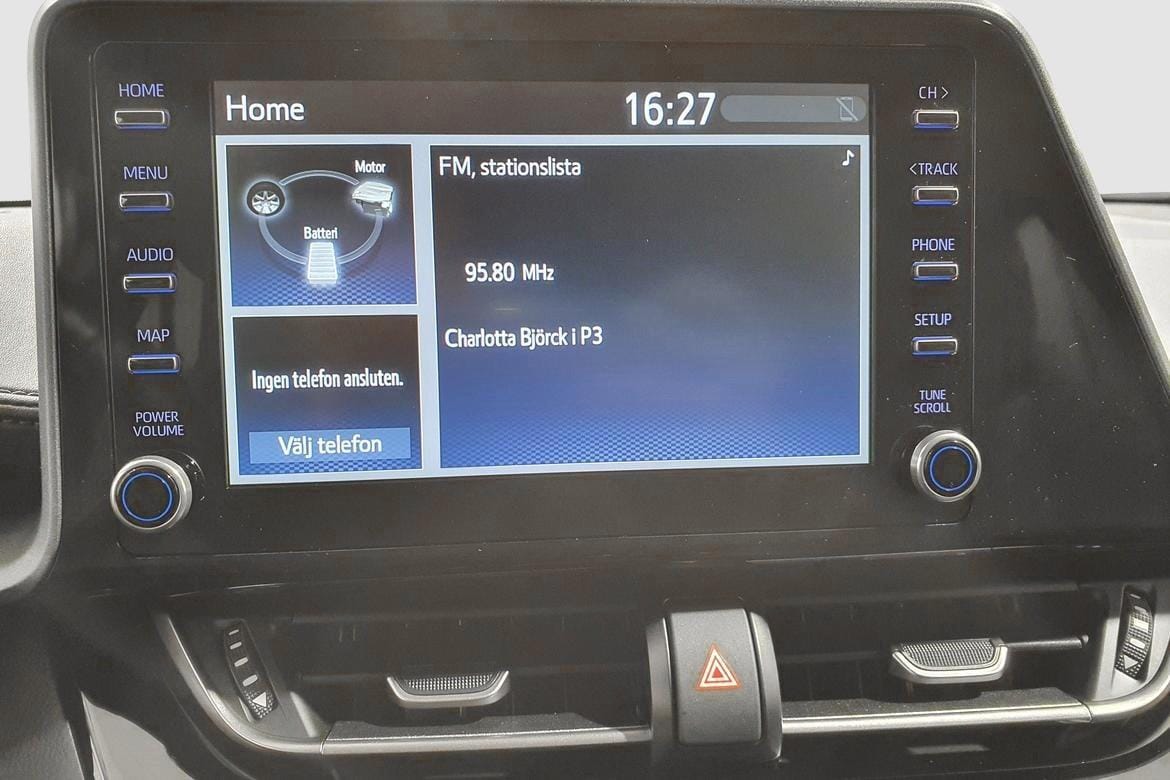 HOME
MENU
AUDIO
MAP
POWER
VOLUME
Home
16:27
Motor
Batteri
Ingen telefon ansluten.
Välj telefon
FM, stationslista
95.80 MHz
Charlotta Björck i P3
CH >
< TRACK
PHONE
SETUP
TUNE
SCROLL